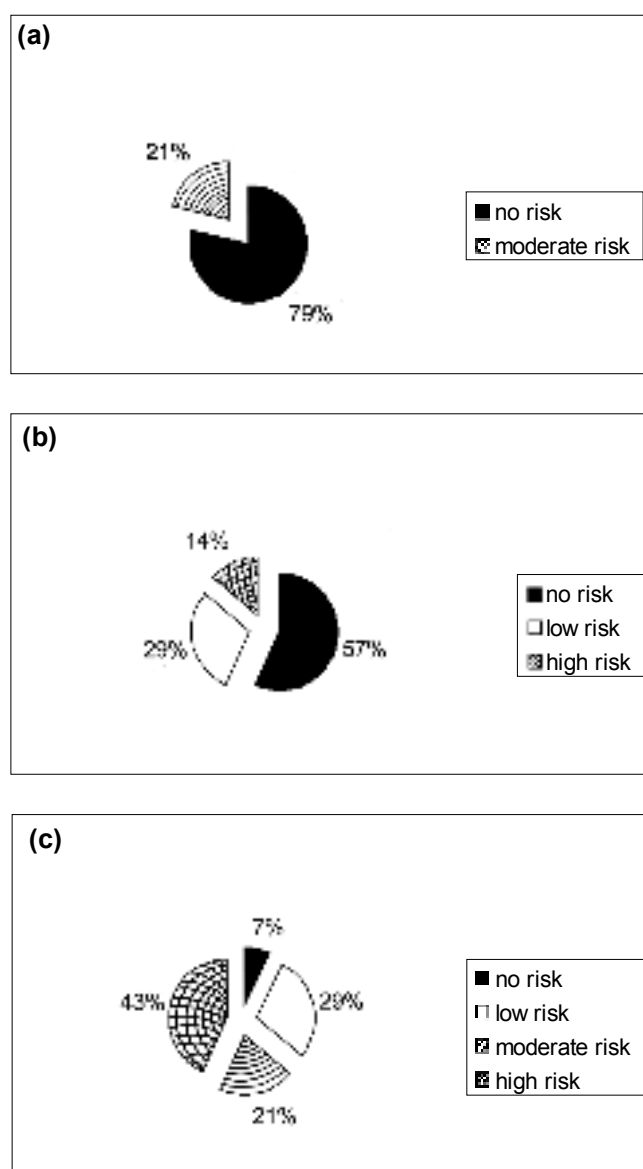 (a)
21%
79%
no risk
moderate risk
(b)
14%
29%
57%
no risk
low risk
high risk
(c)
7%
43%
29%
21%
no risk
low risk
moderate risk
high risk